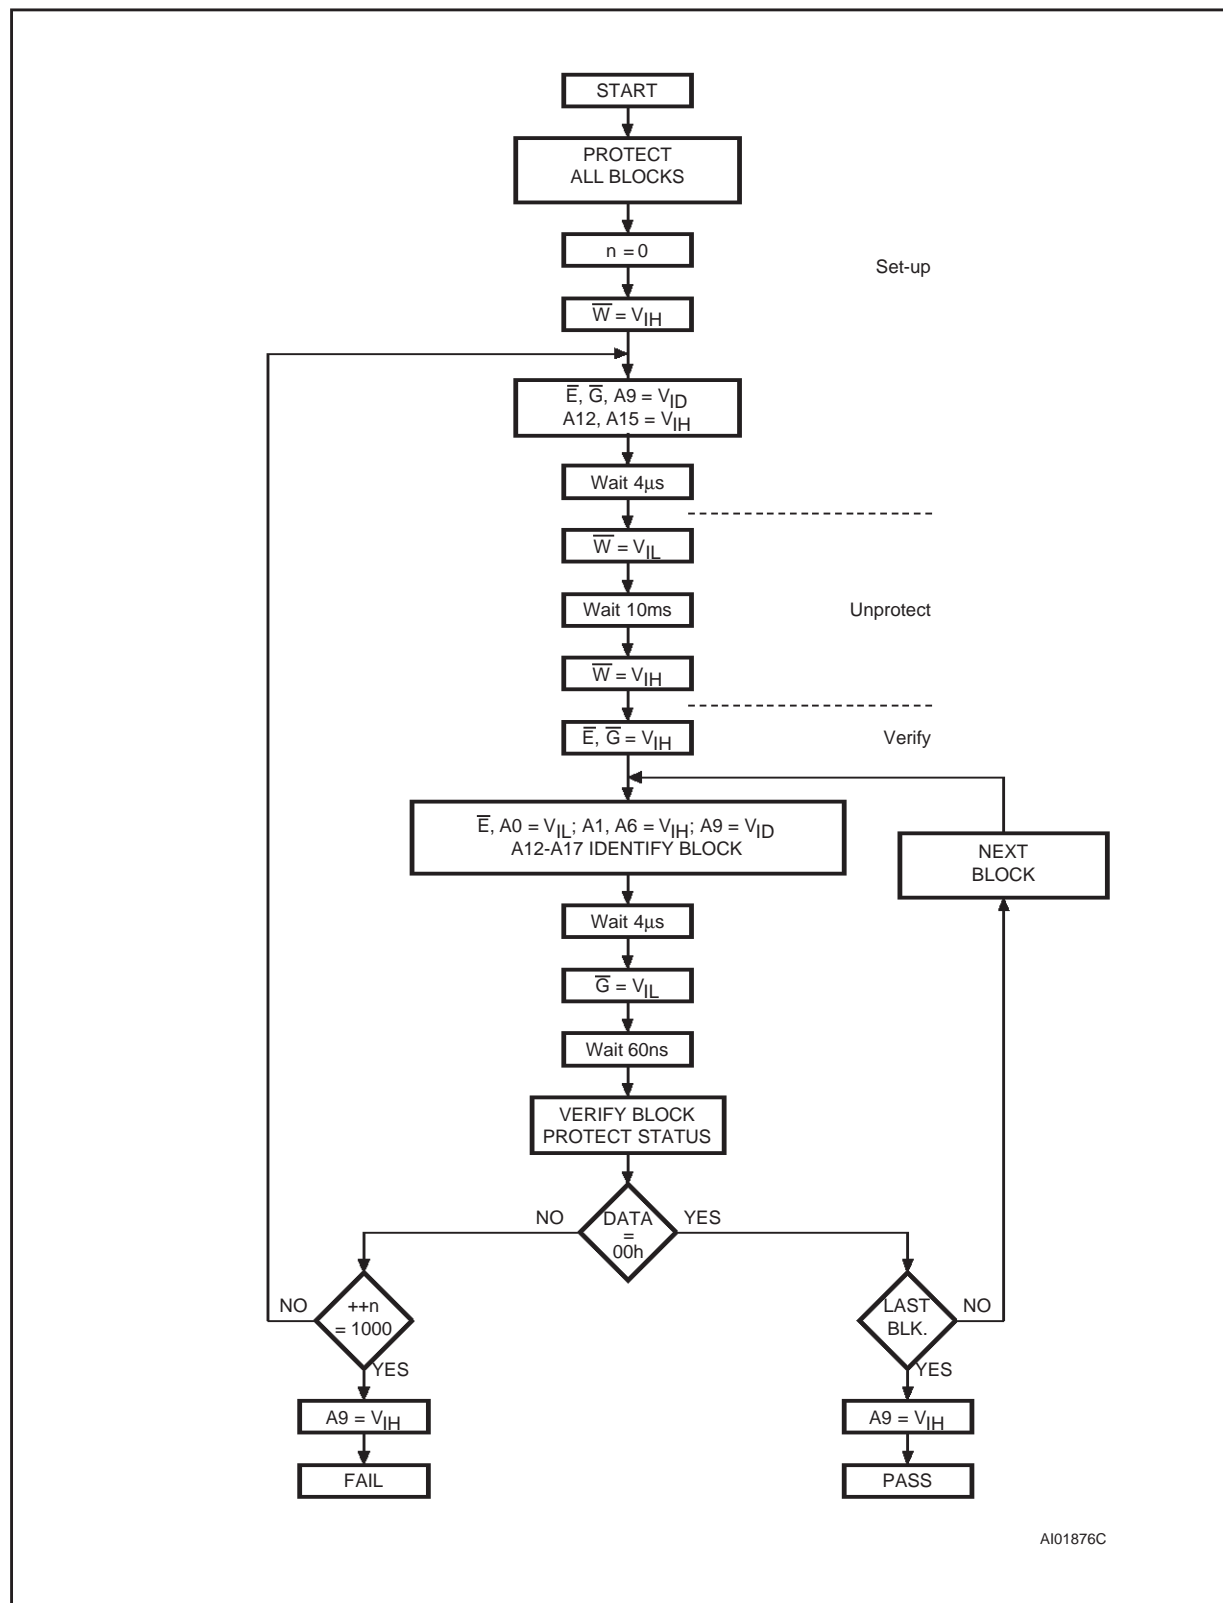 START
PROTECT
ALL BLOCKS
n = 0
Set-up
W̅ = VIH
E̅, G̅, A9 = VID
A12, A15 = VIH
Wait 4µs
W̅ = VIL
Wait 10ms
Unprotect
W̅ = VIH
E̅, G̅ = VIH
Verify
E̅, A0 = VIL; A1, A6 = VIH; A9 = VID
A12-A17 IDENTIFY BLOCK
NEXT
BLOCK
Wait 4µs
G̅ = VIL
Wait 60ns
VERIFY BLOCK
PROTECT STATUS
NO
DATA
=
00h
YES
NO
++n
= 1000
YES
LAST
BLK.
NO
YES
A9 = VIH
A9 = VIH
FAIL
PASS
AI01876C